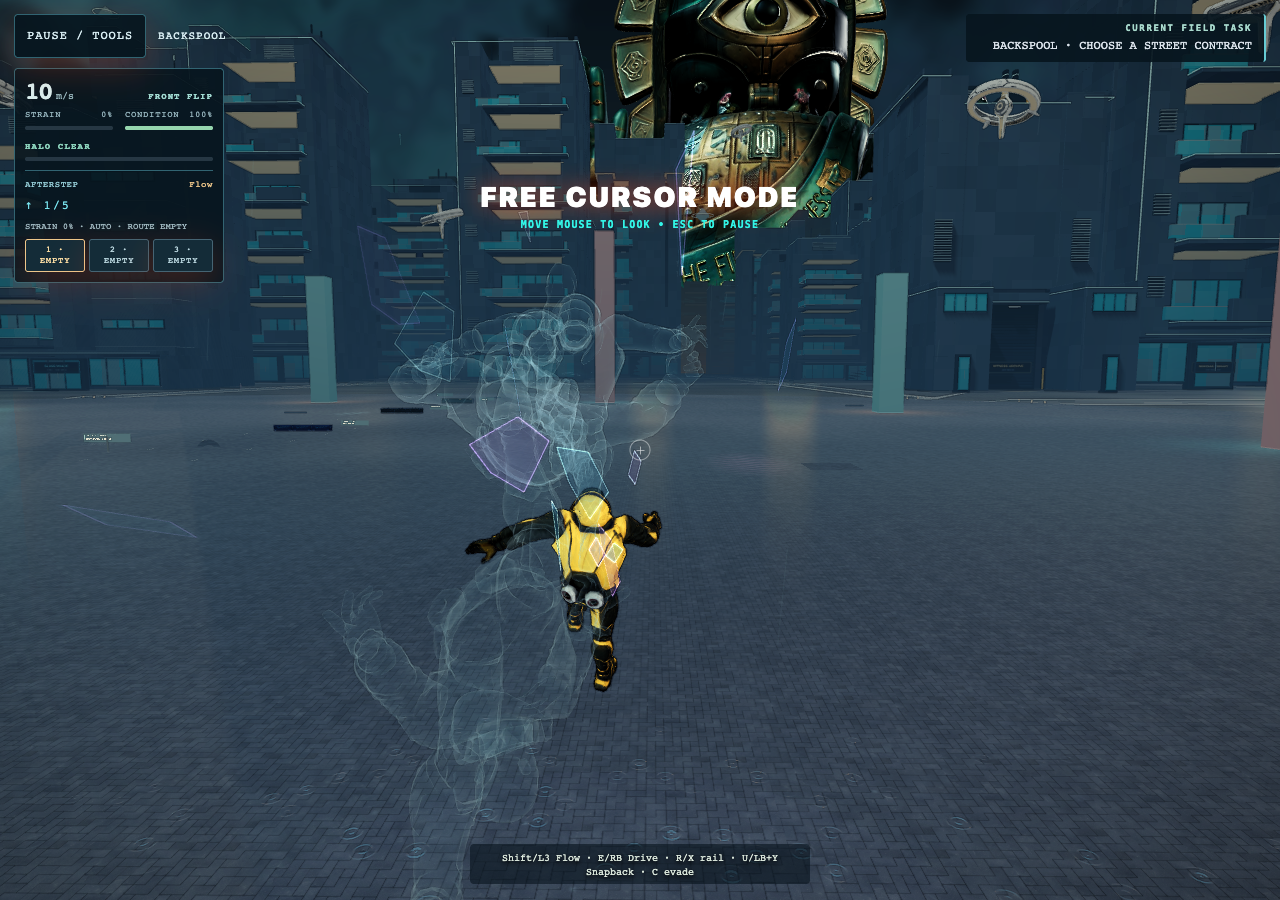 PAUSE / TOOLS
BACKSPOOL
CURRENT FIELD TASK
BACKSPOOL · CHOOSE A STREET CONTRACT
10 m/s
FRONT FLIP
STRAIN 0%
CONDITION 100%
HALO CLEAR
AFTERSTEP
Flow
↑ 1/5
STRAIN 0% · AUTO · ROUTE EMPTY
1 · EMPTY
2 · EMPTY
3 · EMPTY
FREE CURSOR MODE
MOVE MOUSE TO LOOK • ESC TO PAUSE
Shift/L3 Flow · E/RB Drive · R/X rail · U/LB+Y
Snapback · C evade